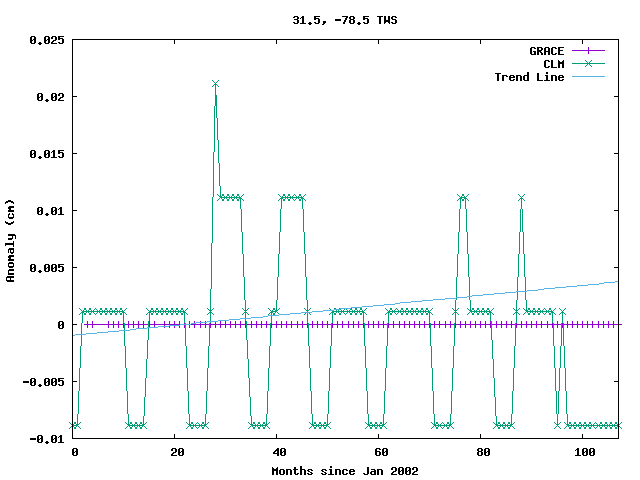 31.5, -78.5 TWS
GRACE
CLM
Trend Line
0.025
0.02
0.015
0.01
0.005
0
-0.005
-0.01
Anomaly (cm)
0 20 40 60 80 100
Months since Jan 2002